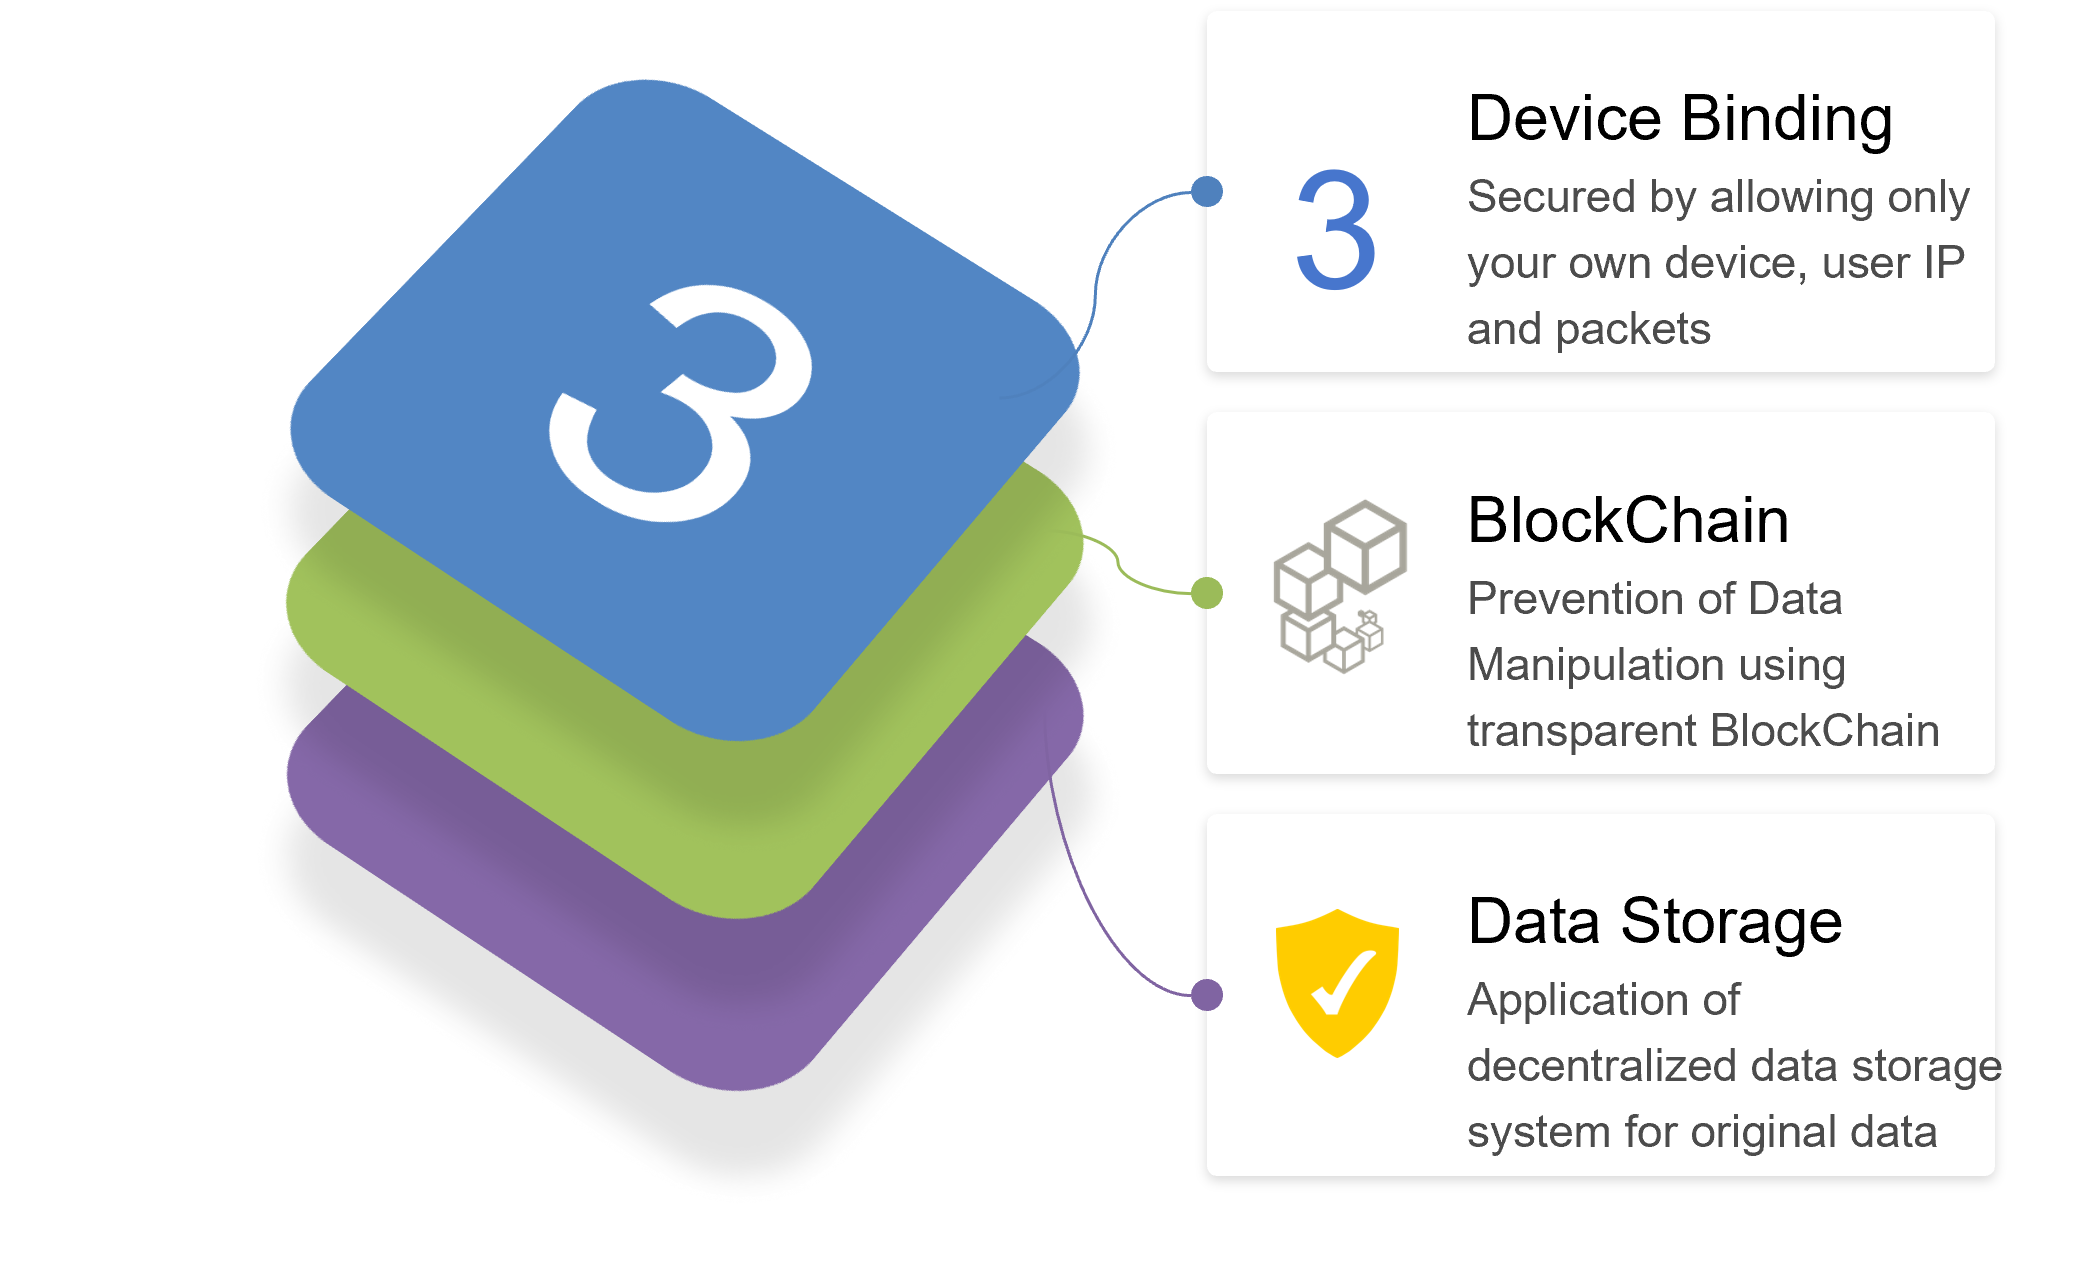 3
3
Device Binding
Secured by allowing only
your own device, user IP
and packets
BlockChain
Prevention of Data
Manipulation using
transparent BlockChain
Data Storage
Application of
decentralized data storage
system for original data